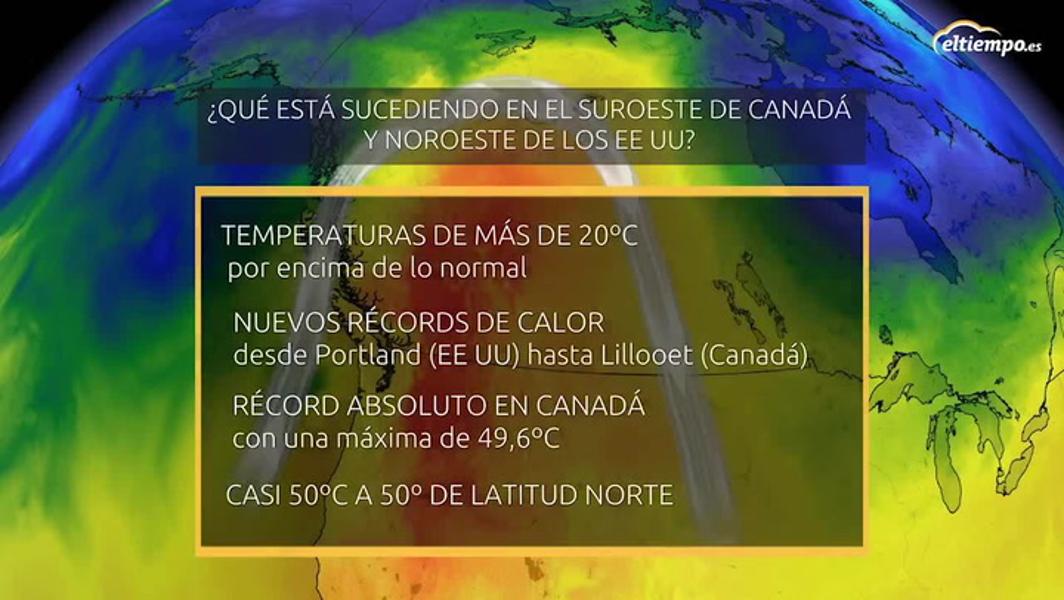 eltiempo.es
¿QUÉ ESTÁ SUCEDIENDO EN EL SUROESTE DE CANADÁ
Y NOROESTE DE LOS EE UU?
TEMPERATURAS DE MÁS DE 20ºC
por encima de lo normal
NUEVOS RÉCORDS DE CALOR
desde Portland (EE UU) hasta Lillooet (Canadá)
RÉCORD ABSOLUTO EN CANADÁ
con una máxima de 49,6ºC
CASI 50ºC A 50º DE LATITUD NORTE